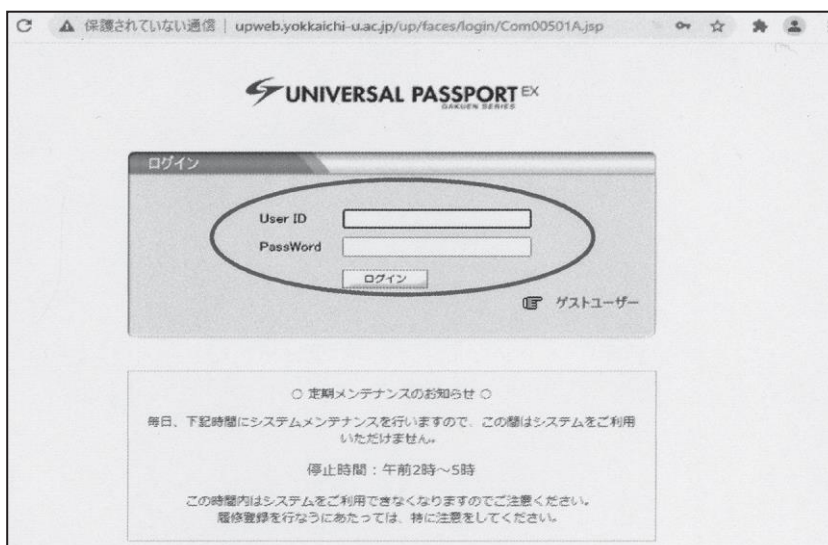 保護されていない通信 | upweb.yokkaichi-u.ac.jp/up/faces/login/Com00501A.jsp
UNIVERSAL PASSPORT EX
GAKUEN SERIES
ログイン
User ID
PassWord
ログイン
ゲストユーザー
○ 定期メンテナンスのお知らせ ○
毎日、下記時間にシステムメンテナンスを行いますので、この間はシステムをご利用
いただけません。
停止時間：午前2時～5時
この時間内はシステムをご利用できなくなりますのでご注意ください。
履修登録を行なうにあたっては、特に注意をしてください。